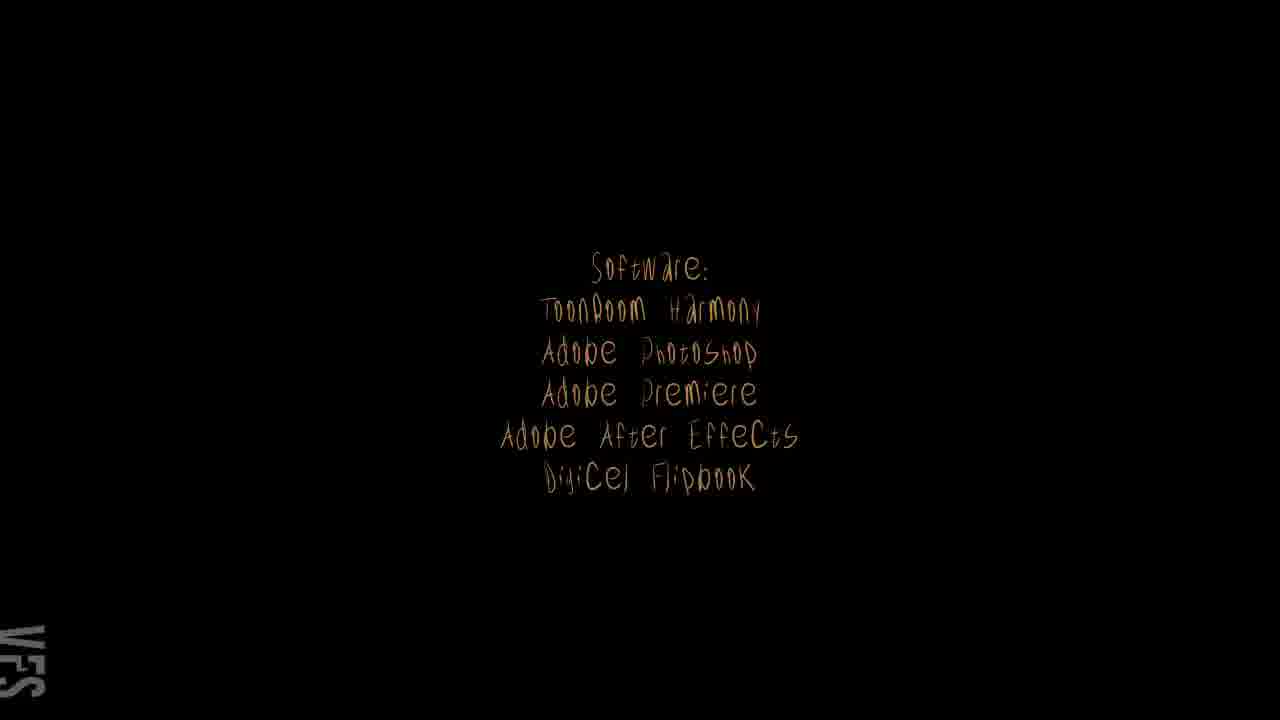 Software:
ToonBoom Harmony
Adobe Photoshop
Adobe Premiere
Adobe After Effects
DigiCel Flipbook
VFS